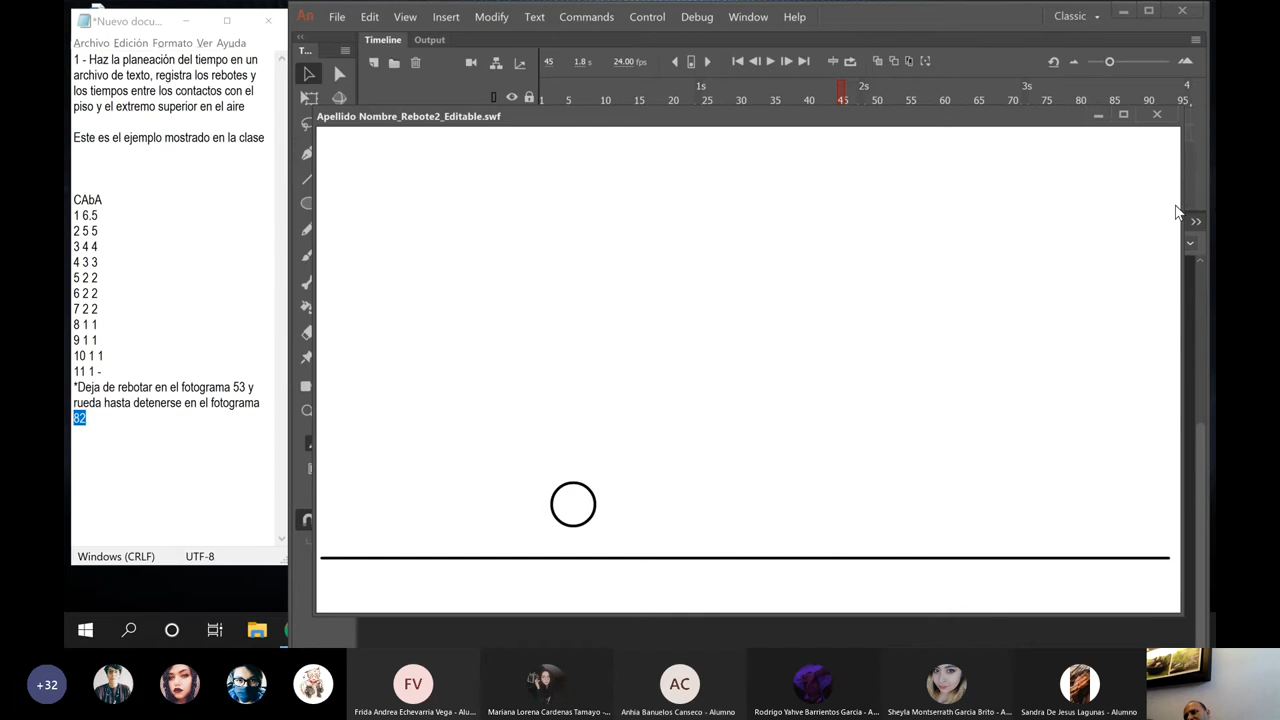 *Nuevo docu...
Archivo Edición Formato Ver Ayuda
1 - Haz la planeación del tiempo en un
archivo de texto, registra los rebotes y
los tiempos entre los contactos con el
piso y el extremo superior en el aire
Este es el ejemplo mostrado en la clase
CAbA
1 6.5
2 5 5
3 4 4
4 3 3
5 2 2
6 2 2
7 2 2
8 1 1
9 1 1
10 1 1
11 1 -
*Deja de rebotar en el fotograma 53 y
rueda hasta detenerse en el fotograma
82
Windows (CRLF) UTF-8
An File Edit View Insert Modify Text Commands Control Debug Window Help Classic
T... Timeline Output
45 1.8 s 24.00 fps
1s 2s 3s 4
1 5 10 15 20 25 30 35 40 45 50 55 60 65 70 75 80 85 90 95
Apellido Nombre_Rebote2_Editable.swf
+32
FV
AC
Frida Andrea Echevarria Vega - Alu...
Mariana Lorena Cardenas Tamayo -...
Anhia Banuelos Canseco - Alumno
Rodrigo Yahve Barrientos Garcia - A...
Sheyla Montserrath Garcia Brito - A...
Sandra De Jesus Lagunas - Alumno